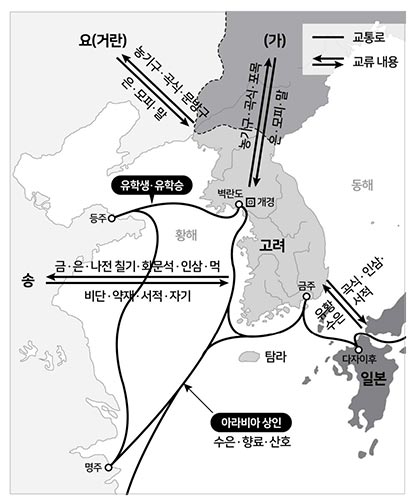 요(거란)
(가)
교통로
교류 내용
농기구·곡식·문방구
은·모피·말
농기구·곡식·포목
은·모피·말
유학생·유학승
벽란도
개경
동해
등주
황해
고려
송
금·은·나전 칠기·화문석·인삼·먹
비단·약재·서적·자기
금주
곡식·인삼·
서적
유황
수은
탐라
다자이후
일본
아라비아 상인
수은·향료·산호
명주